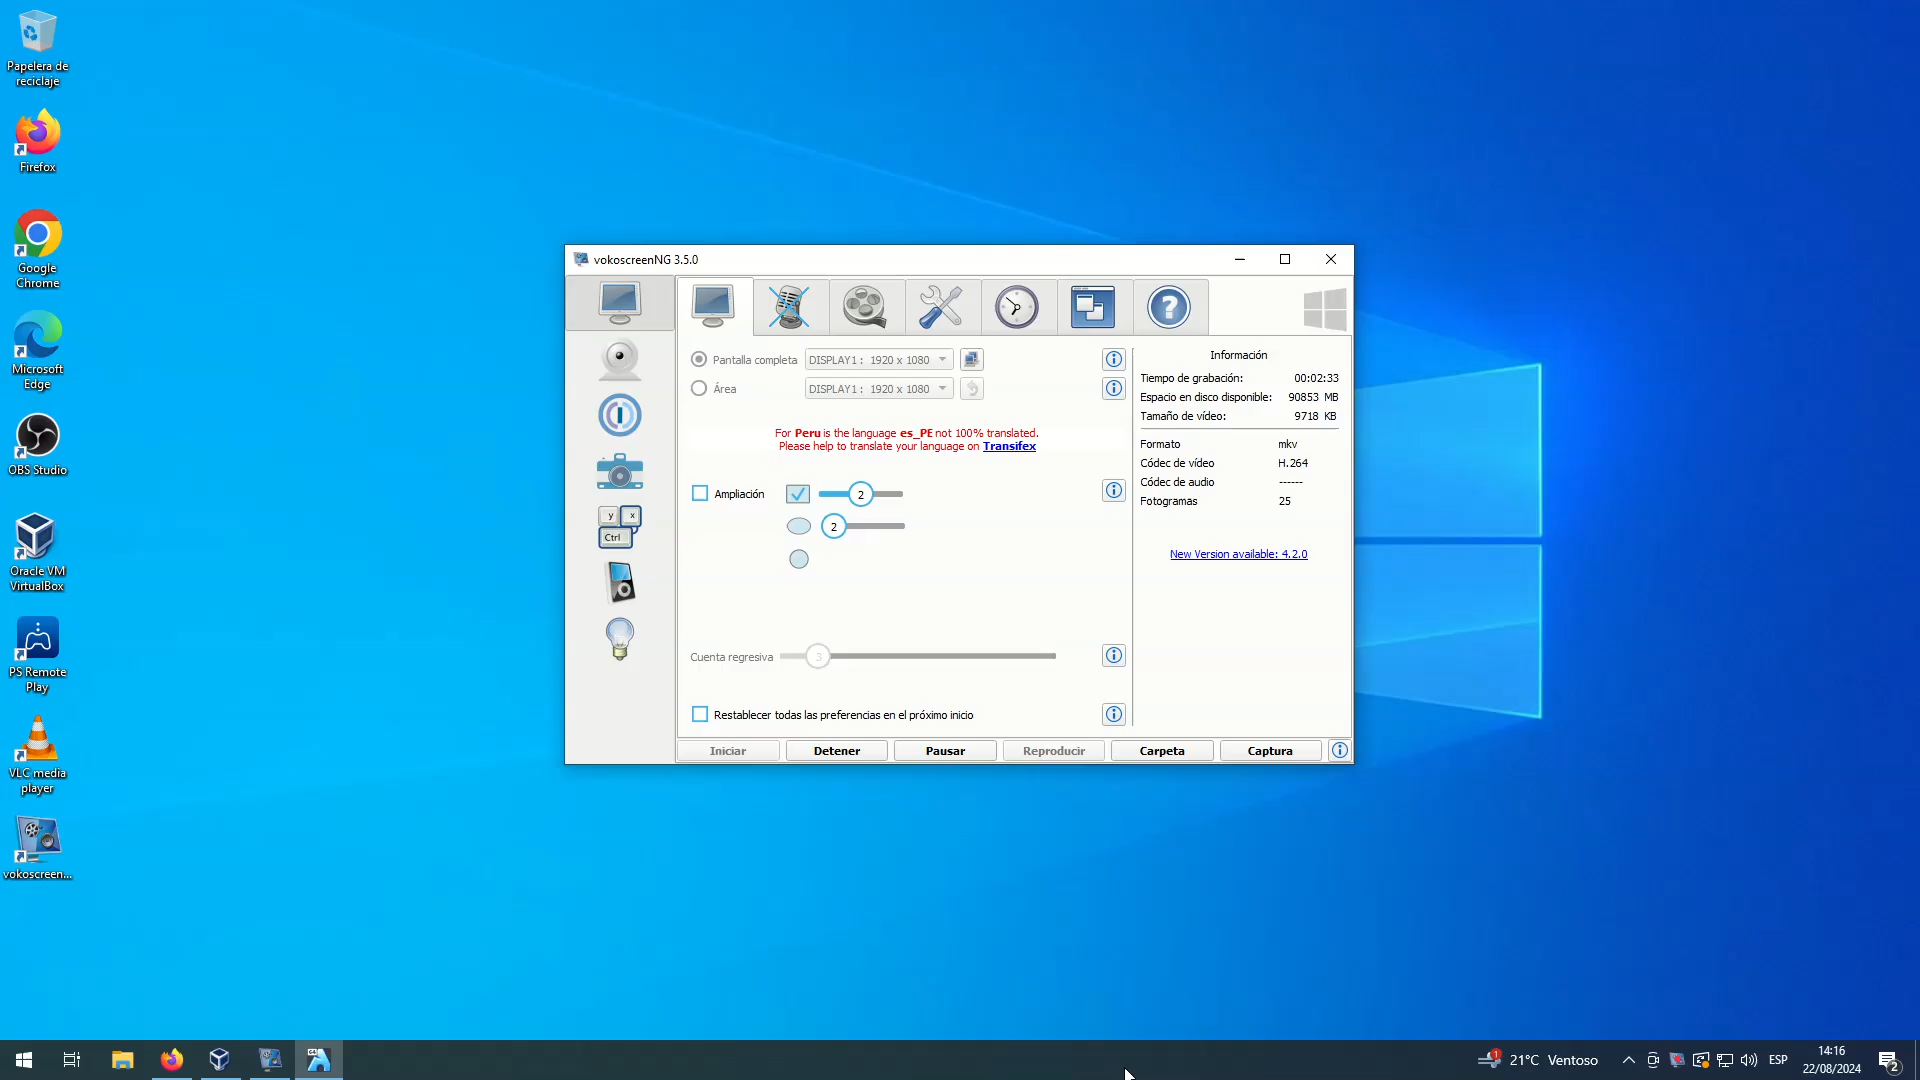 Papelera de
reciclaje
Firefox
Google
Chrome
Microsoft
Edge
OBS Studio
Oracle VM
VirtualBox
PS Remote
Play
VLC media
player
vokoscreen...
vokoscreenNG 3.5.0
Pantalla completa
DISPLAY1 : 1920 x 1080
Área
DISPLAY1 : 1920 x 1080
For Peru is the language es_PE not 100% translated.
Please help to translate your language on Transifex
Ampliación
2
2
y x
Ctrl
Cuenta regresiva
3
Restablecer todas las preferencias en el próximo inicio
Información
Tiempo de grabación: 00:02:33
Espacio en disco disponible: 90853 MB
Tamaño de vídeo: 9718 KB
Formato mkv
Códec de vídeo H.264
Códec de audio ------
Fotogramas 25
New Version available: 4.2.0
Iniciar
Detener
Pausar
Reproducir
Carpeta
Captura
64
1
21°C Ventoso
ESP
14:16
22/08/2024
2